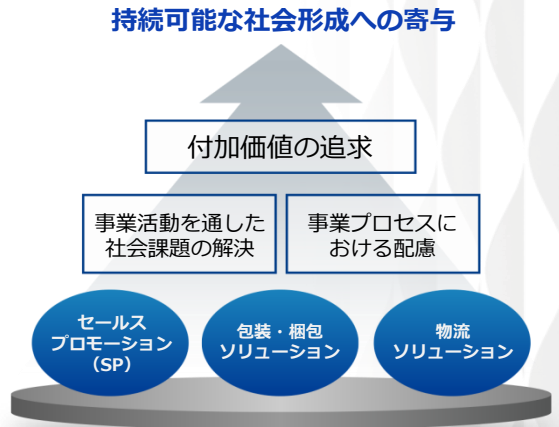 持続可能な社会形成への寄与
付加価値の追求
事業活動を通した
社会課題の解決
事業プロセスに
おける配慮
セールス
プロモーション
（SP）
包装・梱包
ソリューション
物流
ソリューション